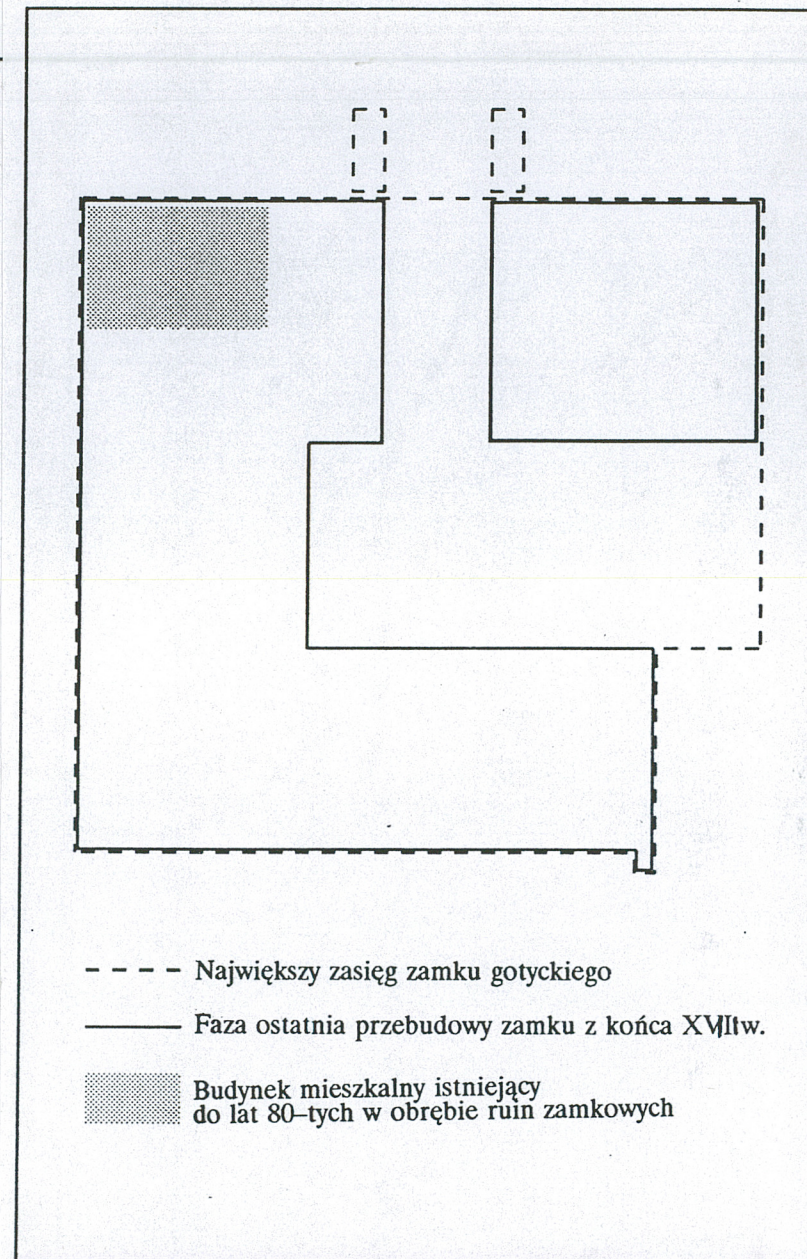 Największy zasięg zamku gotyckiego
Faza ostatnia przebudowy zamku z końca XVIIw.
Budynek mieszkalny istniejący
do lat 80–tych w obrębie ruin zamkowych